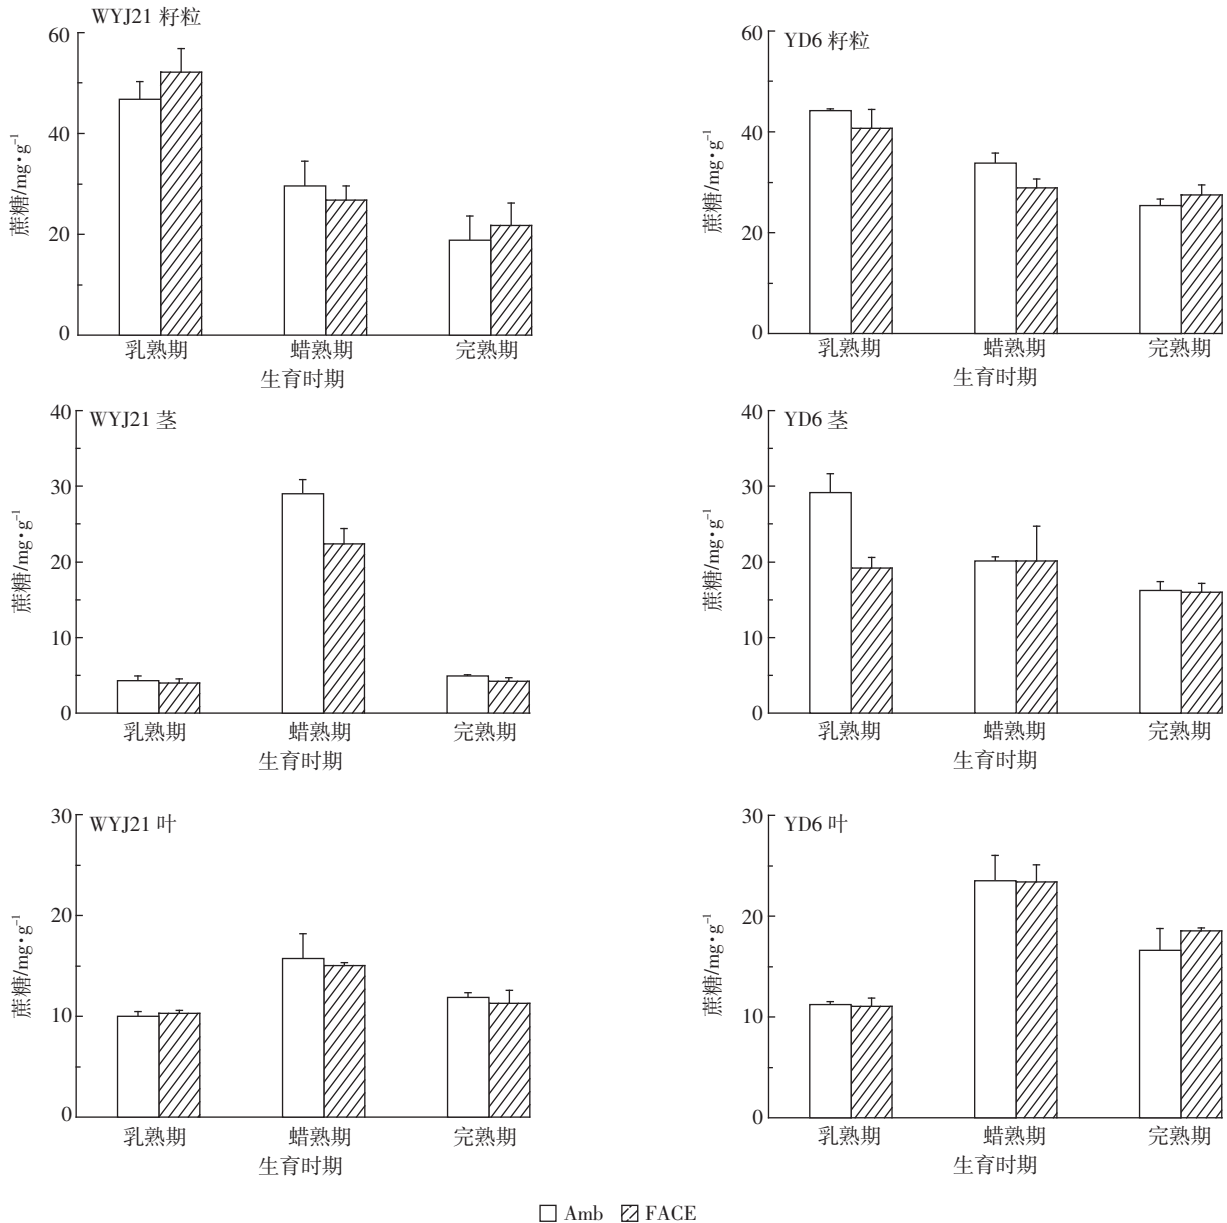 WYJ21 籽粒
60
40
20
0
蔗糖/mg·g⁻¹
乳熟期 蜡熟期 完熟期
生育时期
YD6 籽粒
60
40
20
0
蔗糖/mg·g⁻¹
乳熟期 蜡熟期 完熟期
生育时期
WYJ21 茎
40
30
20
10
0
蔗糖/mg·g⁻¹
乳熟期 蜡熟期 完熟期
生育时期
YD6 茎
40
30
20
10
0
蔗糖/mg·g⁻¹
乳熟期 蜡熟期 完熟期
生育时期
WYJ21 叶
30
20
10
0
蔗糖/mg·g⁻¹
乳熟期 蜡熟期 完熟期
生育时期
YD6 叶
30
20
10
0
蔗糖/mg·g⁻¹
乳熟期 蜡熟期 完熟期
生育时期
Amb FACE